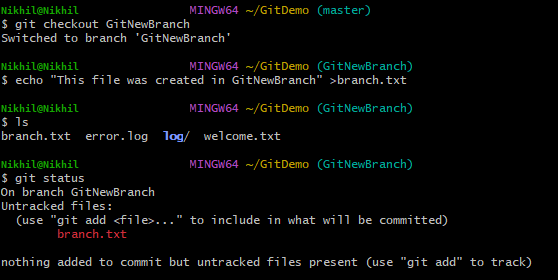 Nikhil@Nikhil MINGW64 ~/GitDemo (master)
$ git checkout GitNewBranch
Switched to branch 'GitNewBranch'
Nikhil@Nikhil MINGW64 ~/GitDemo (GitNewBranch)
$ echo "This file was created in GitNewBranch" >branch.txt
Nikhil@Nikhil MINGW64 ~/GitDemo (GitNewBranch)
$ ls
branch.txt error.log log/ welcome.txt
Nikhil@Nikhil MINGW64 ~/GitDemo (GitNewBranch)
$ git status
On branch GitNewBranch
Untracked files:
(use "git add <file>..." to include in what will be committed)
branch.txt
nothing added to commit but untracked files present (use "git add" to track)